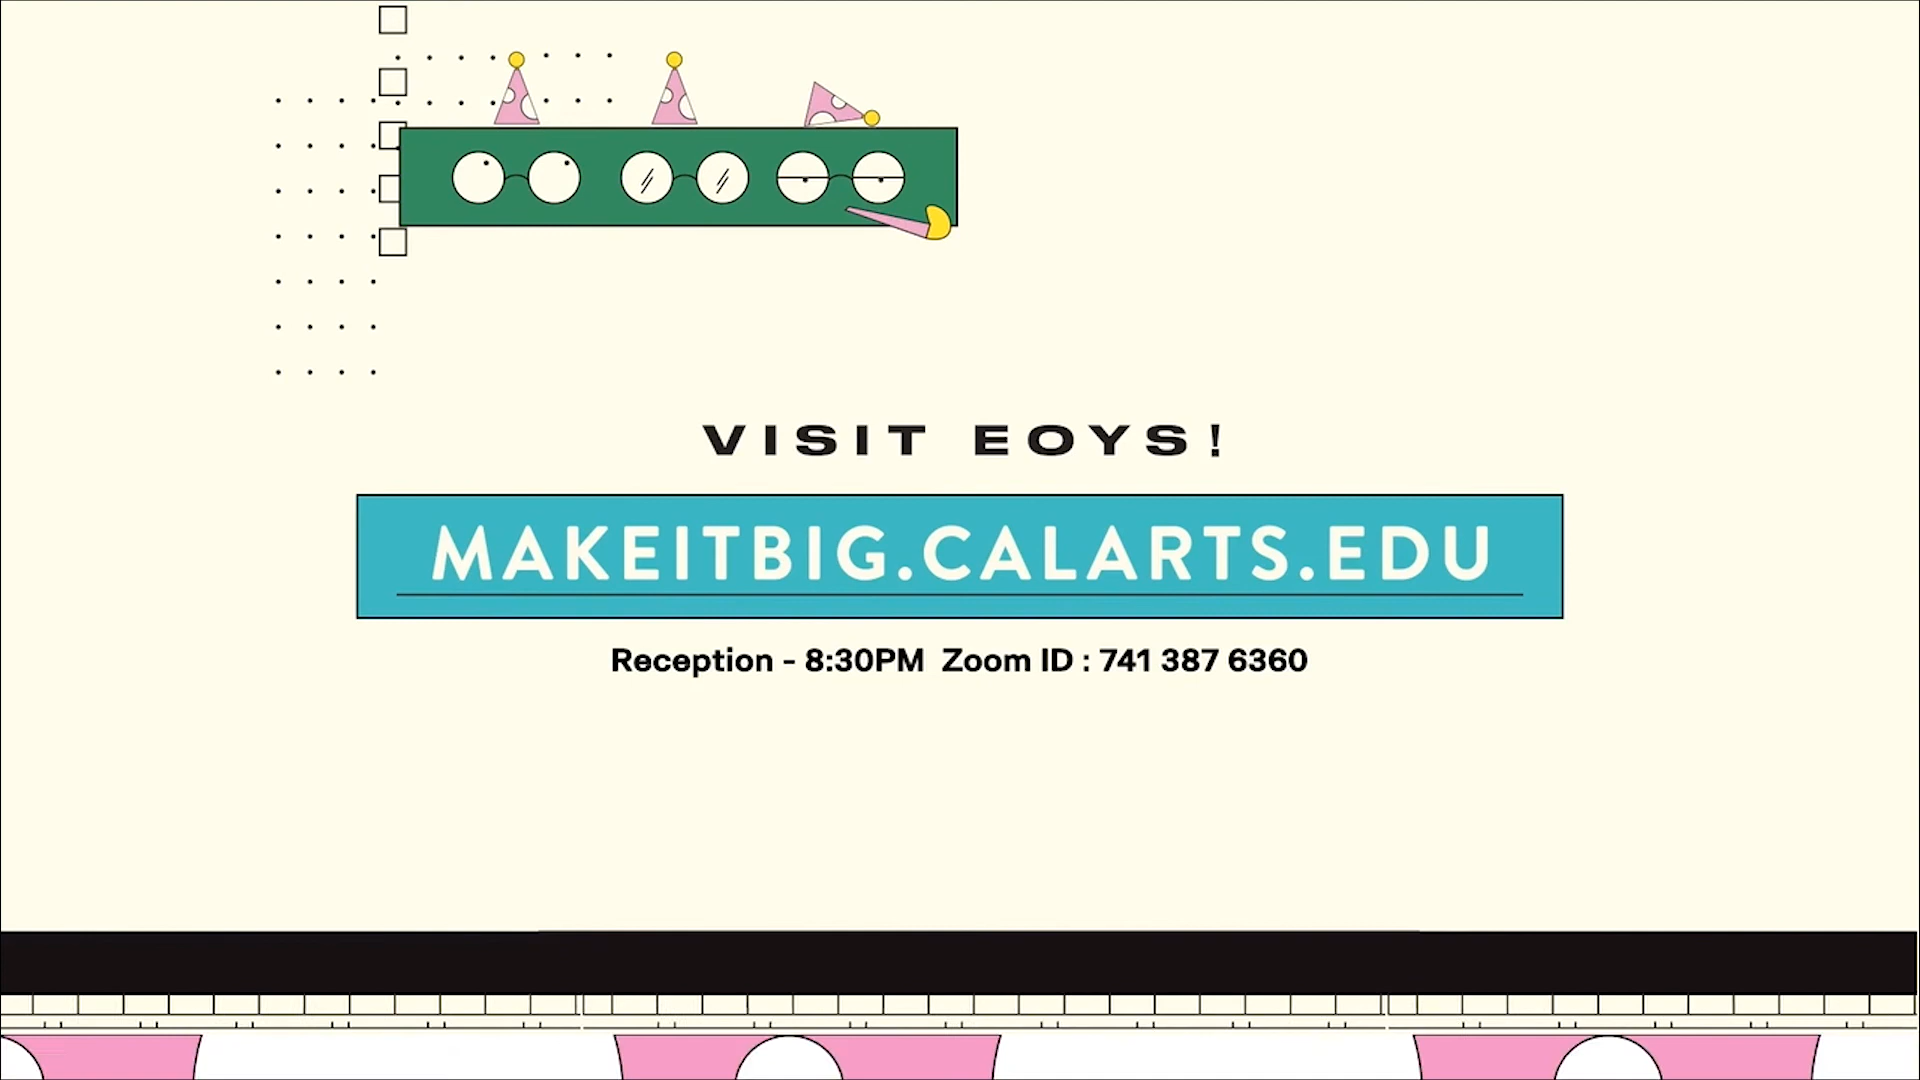 VISIT EOYS!
MAKEITBIG.CALARTS.EDU
Reception - 8:30PM Zoom ID : 741 387 6360